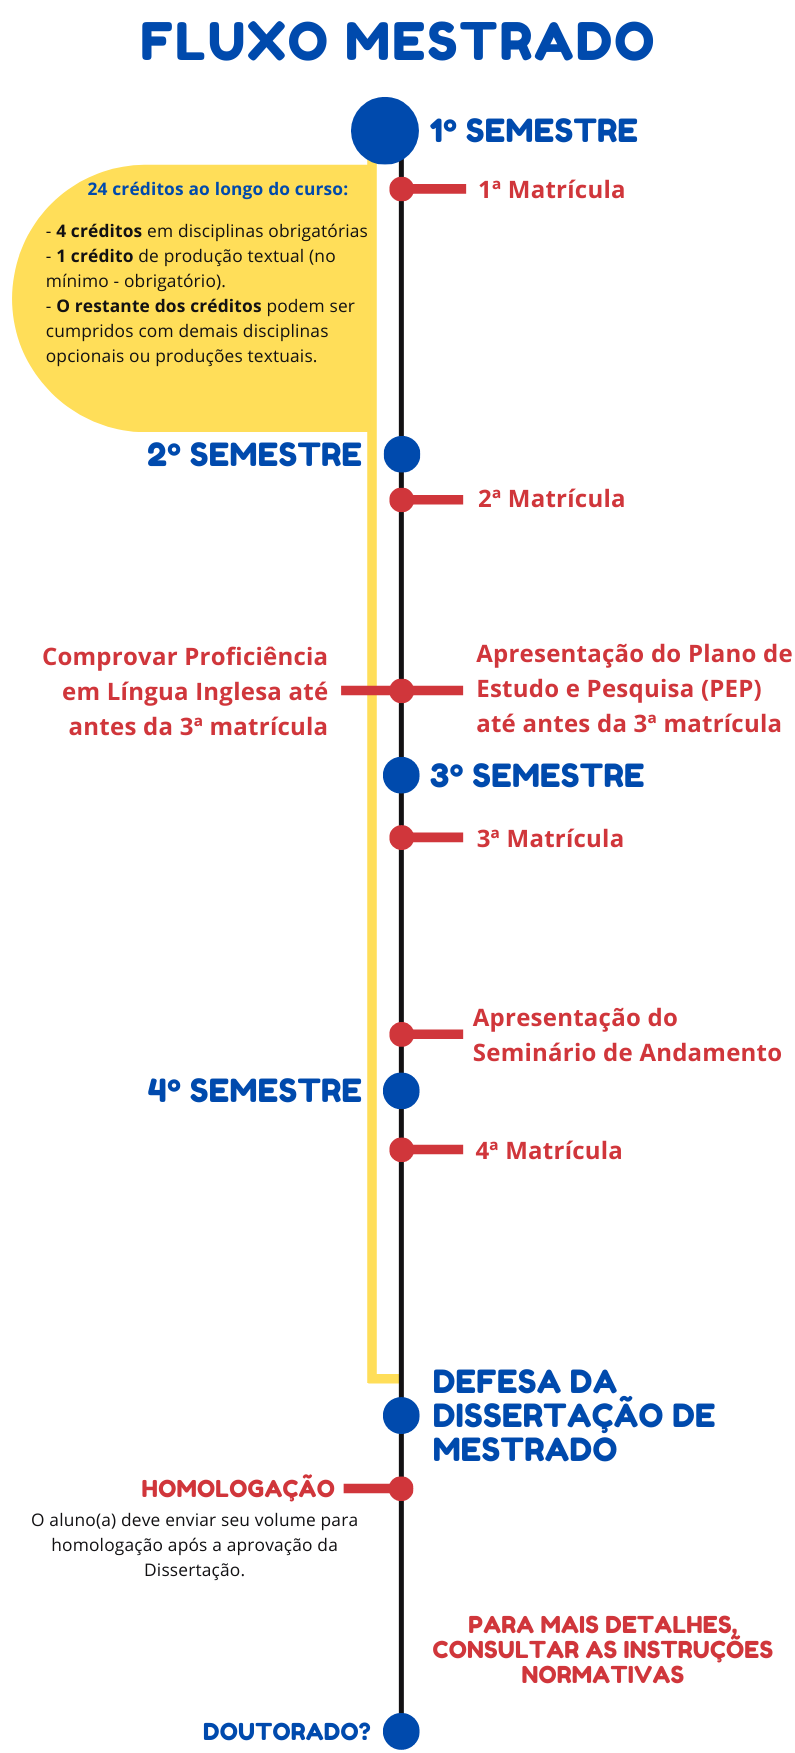 FLUXO MESTRADO
1º SEMESTRE
1ª Matrícula
24 créditos ao longo do curso:
- 4 créditos em disciplinas obrigatórias
- 1 crédito de produção textual (no
mínimo - obrigatório).
- O restante dos créditos podem ser
cumpridos com demais disciplinas
opcionais ou produções textuais.
2º SEMESTRE
2ª Matrícula
Comprovar Proficiência
em Língua Inglesa até
antes da 3ª matrícula
Apresentação do Plano de
Estudo e Pesquisa (PEP)
até antes da 3ª matrícula
3º SEMESTRE
3ª Matrícula
Apresentação do
Seminário de Andamento
4º SEMESTRE
4ª Matrícula
DEFESA DA
DISSERTAÇÃO DE
MESTRADO
HOMOLOGAÇÃO
O aluno(a) deve enviar seu volume para
homologação após a aprovação da
Dissertação.
PARA MAIS DETALHES,
CONSULTAR AS INSTRUÇÕES
NORMATIVAS
DOUTORADO?